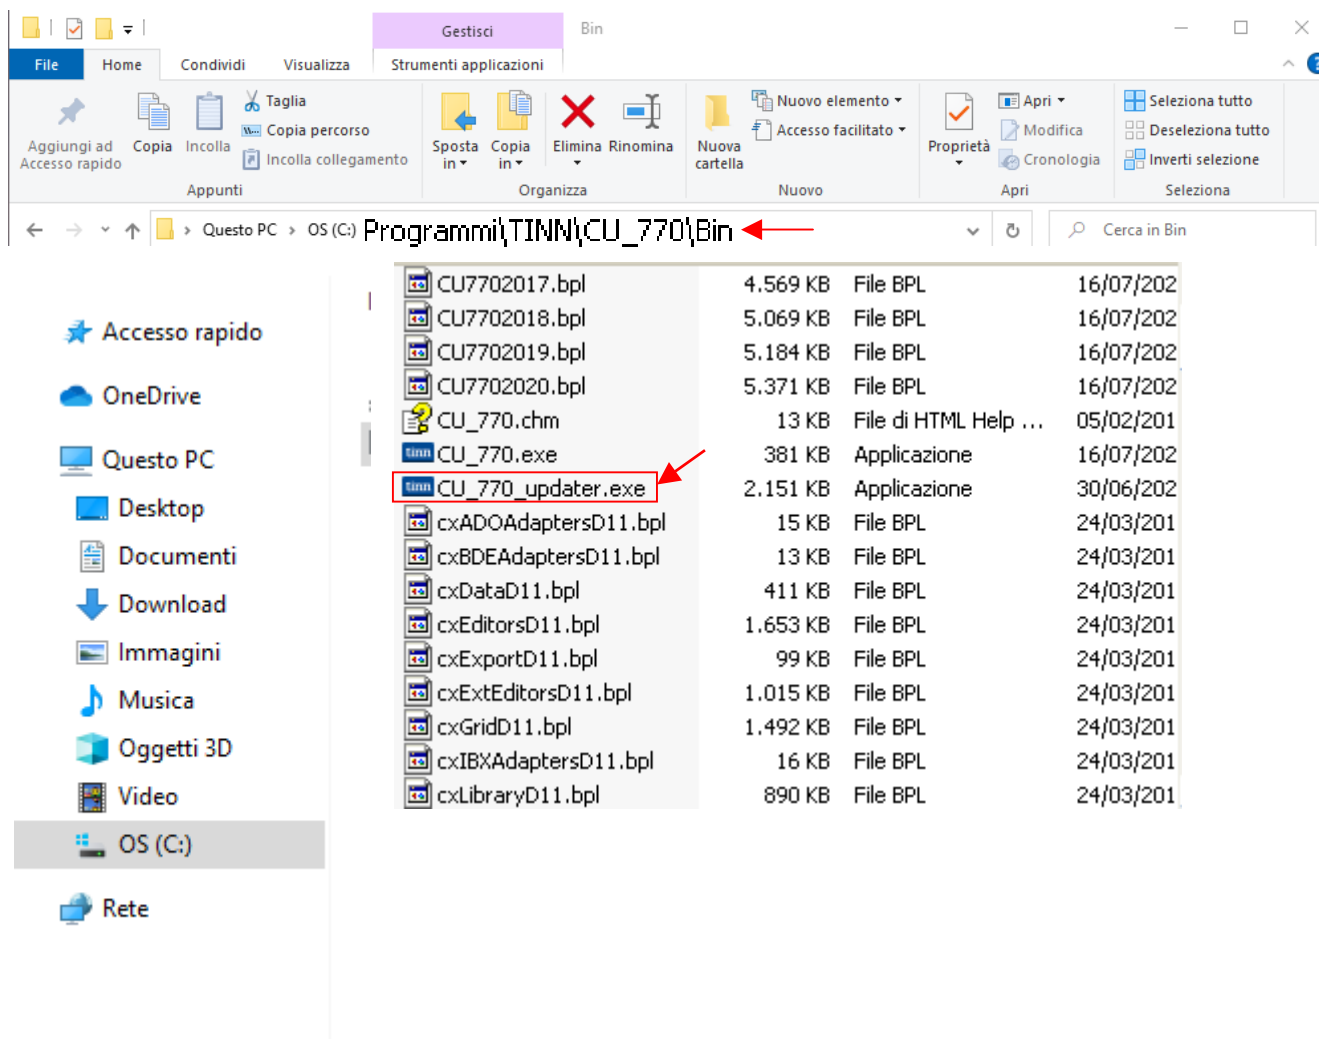 Gestisci
Bin
File
Home
Condividi
Visualizza
Strumenti applicazioni
Aggiungi ad
Accesso rapido
Copia
Incolla
Taglia
Copia percorso
Incolla collegamento
Appunti
Sposta
in
Copia
in
Elimina
Rinomina
Organizza
Nuova
cartella
Nuovo elemento
Accesso facilitato
Nuovo
Proprietà
Apri
Modifica
Cronologia
Apri
Seleziona tutto
Deseleziona tutto
Inverti selezione
Seleziona
Questo PC > OS (C:) Programmi\TINN\CU_770\Bin
Cerca in Bin
Accesso rapido
OneDrive
Questo PC
Desktop
Documenti
Download
Immagini
Musica
Oggetti 3D
Video
OS (C:)
Rete
CU7702017.bpl 4.569 KB File BPL 16/07/202
CU7702018.bpl 5.069 KB File BPL 16/07/202
CU7702019.bpl 5.184 KB File BPL 16/07/202
CU7702020.bpl 5.371 KB File BPL 16/07/202
CU_770.chm 13 KB File di HTML Help ... 05/02/201
tinn CU_770.exe 381 KB Applicazione 16/07/202
tinn CU_770_updater.exe 2.151 KB Applicazione 30/06/202
cxADOAdaptersD11.bpl 15 KB File BPL 24/03/201
cxBDEAdaptersD11.bpl 13 KB File BPL 24/03/201
cxDataD11.bpl 411 KB File BPL 24/03/201
cxEditorsD11.bpl 1.653 KB File BPL 24/03/201
cxExportD11.bpl 99 KB File BPL 24/03/201
cxExtEditorsD11.bpl 1.015 KB File BPL 24/03/201
cxGridD11.bpl 1.492 KB File BPL 24/03/201
cxIBXAdaptersD11.bpl 16 KB File BPL 24/03/201
cxLibraryD11.bpl 890 KB File BPL 24/03/201